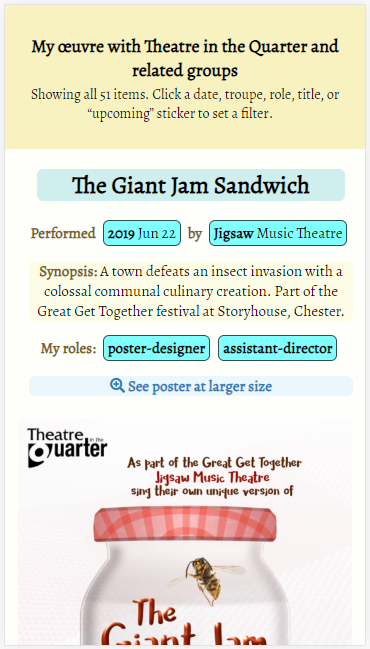 My œuvre with Theatre in the Quarter and
related groups
Showing all 51 items. Click a date, troupe, role, title, or
“upcoming” sticker to set a filter.
The Giant Jam Sandwich
Performed 2019 Jun 22 by Jigsaw Music Theatre
Synopsis: A town defeats an insect invasion with a
colossal communal culinary creation. Part of the
Great Get Together festival at Storyhouse, Chester.
My roles: poster-designer assistant-director
See poster at larger size
Theatre
in the
Quarter
As part of the Great Get Together
Jigsaw Music Theatre
sing their own unique version of
The
Giant Jam